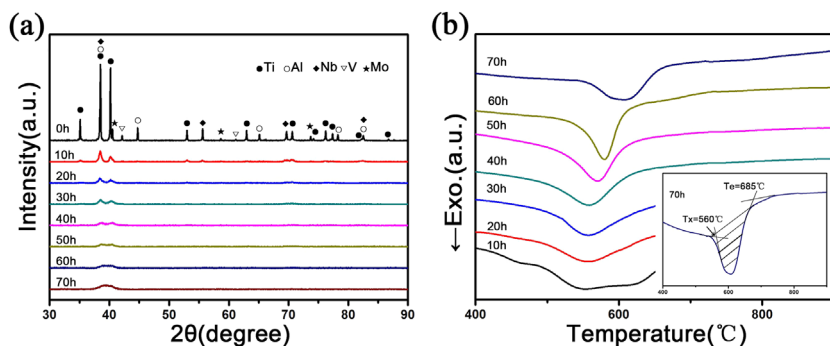 (a)
Intensity(a.u.)
●Ti ○Al ◆Nb ▽V ★Mo
0h
10h
20h
30h
40h
50h
60h
70h
30 40 50 60 70 80 90
2θ(degree)
(b)
←Exo.(a.u.)
70h
60h
50h
40h
30h
20h
10h
70h
Te=685℃
Tx=560℃
400 600 800
400 600 800
Temperature(℃)